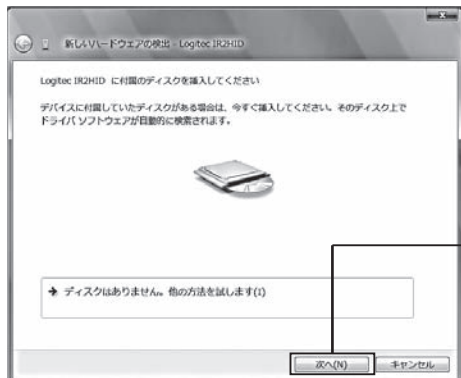 新しいハードウェアの検出 - Logitec IR2HID
Logitec IR2HID に付属のディスクを挿入してください
デバイスに付属していたディスクがある場合は、今すぐ挿入してください。そのディスク上で
ドライバ ソフトウェアが自動的に検索されます。
ディスクはありません。他の方法を試します(I)
次へ(N)
キャンセル